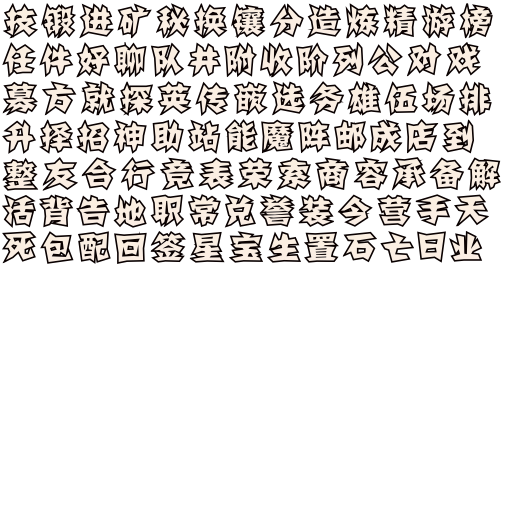 技锻进矿秘换镶分造炼精游榜
任件好聊队井附收阶列公对戏
募方就探英传嵌选务雄伍场排
升择招神助站能魔阵邮成店到
整友合行竞表荣索商容承备解
活背告地职常兑誉装今营手天
死包配回签星宝生置石亡日业